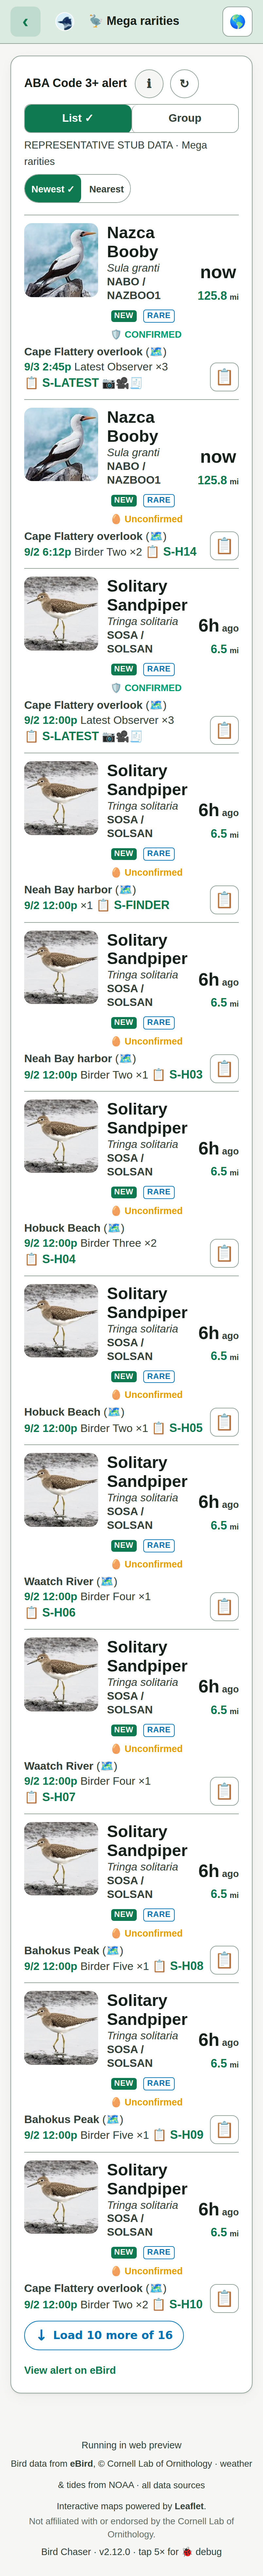 ‹ 🦤 Mega rarities 🌎
ABA Code 3+ alert ℹ ↻
List ✓ Group
REPRESENTATIVE STUB DATA · Mega
rarities
Newest ✓ Nearest
Nazca
Booby
Sula granti
NABO /
NAZBOO1
now
125.8 mi
NEW RARE
🛡️ CONFIRMED
Cape Flattery overlook (🗺️)
9/3 2:45p Latest Observer ×3
📋 S-LATEST 📷🎥🧾
Nazca
Booby
Sula granti
NABO /
NAZBOO1
now
125.8 mi
NEW RARE
🥚 Unconfirmed
Cape Flattery overlook (🗺️)
9/2 6:12p Birder Two ×2 📋 S-H14
Solitary
Sandpiper
Tringa solitaria
SOSA /
SOLSAN
6h ago
6.5 mi
NEW RARE
🛡️ CONFIRMED
Cape Flattery overlook (🗺️)
9/2 12:00p Latest Observer ×3
📋 S-LATEST 📷🎥🧾
Solitary
Sandpiper
Tringa solitaria
SOSA /
SOLSAN
6h ago
6.5 mi
NEW RARE
🥚 Unconfirmed
Neah Bay harbor (🗺️)
9/2 12:00p ×1 📋 S-FINDER
Solitary
Sandpiper
Tringa solitaria
SOSA /
SOLSAN
6h ago
6.5 mi
NEW RARE
🥚 Unconfirmed
Neah Bay harbor (🗺️)
9/2 12:00p Birder Two ×1 📋 S-H03
Solitary
Sandpiper
Tringa solitaria
SOSA /
SOLSAN
6h ago
6.5 mi
NEW RARE
🥚 Unconfirmed
Hobuck Beach (🗺️)
9/2 12:00p Birder Three ×2
📋 S-H04
Solitary
Sandpiper
Tringa solitaria
SOSA /
SOLSAN
6h ago
6.5 mi
NEW RARE
🥚 Unconfirmed
Hobuck Beach (🗺️)
9/2 12:00p Birder Two ×1 📋 S-H05
Solitary
Sandpiper
Tringa solitaria
SOSA /
SOLSAN
6h ago
6.5 mi
NEW RARE
🥚 Unconfirmed
Waatch River (🗺️)
9/2 12:00p Birder Four ×1
📋 S-H06
Solitary
Sandpiper
Tringa solitaria
SOSA /
SOLSAN
6h ago
6.5 mi
NEW RARE
🥚 Unconfirmed
Waatch River (🗺️)
9/2 12:00p Birder Four ×1
📋 S-H07
Solitary
Sandpiper
Tringa solitaria
SOSA /
SOLSAN
6h ago
6.5 mi
NEW RARE
🥚 Unconfirmed
Bahokus Peak (🗺️)
9/2 12:00p Birder Five ×1 📋 S-H08
Solitary
Sandpiper
Tringa solitaria
SOSA /
SOLSAN
6h ago
6.5 mi
NEW RARE
🥚 Unconfirmed
Bahokus Peak (🗺️)
9/2 12:00p Birder Five ×1 📋 S-H09
Solitary
Sandpiper
Tringa solitaria
SOSA /
SOLSAN
6h ago
6.5 mi
NEW RARE
🥚 Unconfirmed
Cape Flattery overlook (🗺️)
9/2 12:00p Birder Two ×2 📋 S-H10
↓ Load 10 more of 16
View alert on eBird
Running in web preview
Bird data from eBird, © Cornell Lab of Ornithology · weather
& tides from NOAA · all data sources
Interactive maps powered by Leaflet.
Not affiliated with or endorsed by the Cornell Lab of
Ornithology.
Bird Chaser · v2.12.0 · tap 5× for 🐞 debug